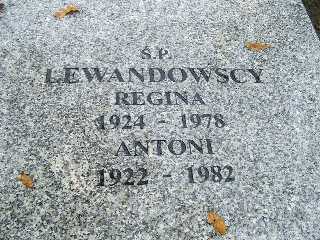 Ś.P.
LEWANDOWSCY
REGINA
1924 - 1978
ANTONI
1922 - 1982